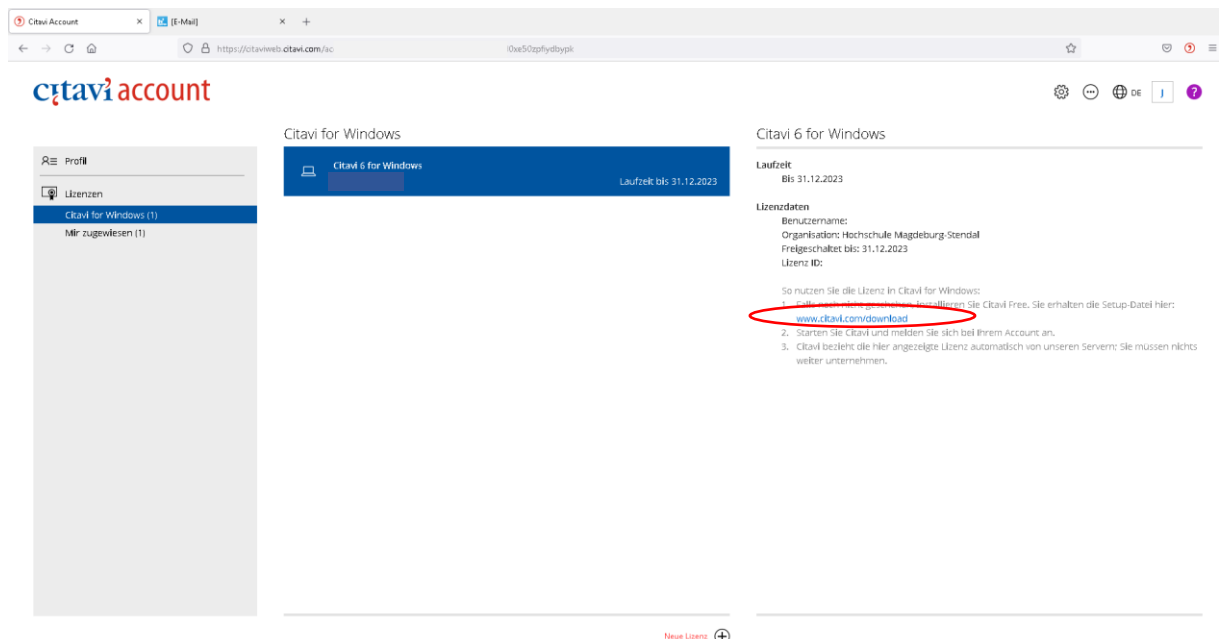 Citavi Account
[E-Mail]
https://citaviweb.citavi.com/ac
citavi account
DE
J
?
Profil
Lizenzen
Citavi for Windows (1)
Mir zugewiesen (1)
Citavi for Windows
Citavi 6 for Windows
Laufzeit bis 31.12.2023
Neue Lizenz
Citavi 6 for Windows
Laufzeit
Bis 31.12.2023
Lizenzdaten
Benutzername:
Organisation: Hochschule Magdeburg-Stendal
Freigeschaltet bis: 31.12.2023
Lizenz ID:
So nutzen Sie die Lizenz in Citavi for Windows:
1. Falls noch nicht geschehen, installieren Sie Citavi Free. Sie erhalten die Setup-Datei hier:
www.citavi.com/download
2. Starten Sie Citavi und melden Sie sich bei Ihrem Account an.
3. Citavi bezieht die hier angezeigte Lizenz automatisch von unseren Servern; Sie müssen nichts
weiter unternehmen.